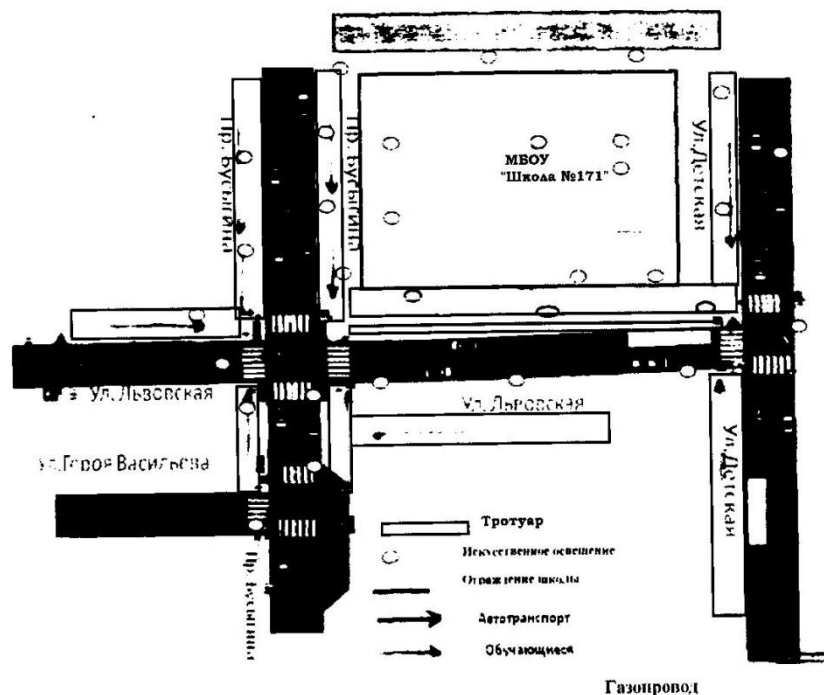 Пр. Бусыгина
Пр. Бусыгина
МБОУ
"Школа №171"
Ул.Детская
Ул. Львовская
Ул. Львовская
Ул.Героя Васильева
Ул.Детская
Пр. Бусыгина
Тротуар
Искуственное освещение
Ограждение школы
Автотранспорт
Обучающиеся
Газопровод